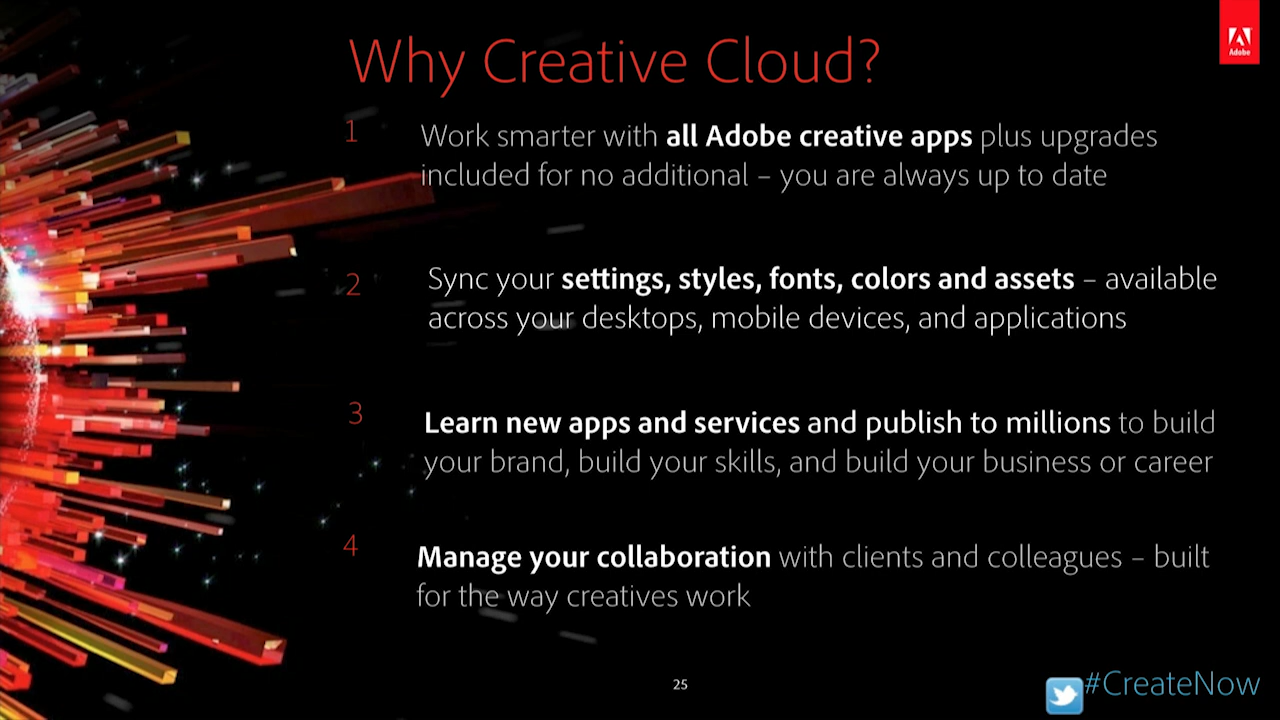 Why Creative Cloud?
Adobe
1
Work smarter with all Adobe creative apps plus upgrades
included for no additional – you are always up to date
2
Sync your settings, styles, fonts, colors and assets – available
across your desktops, mobile devices, and applications
3
Learn new apps and services and publish to millions to build
your brand, build your skills, and build your business or career
4
Manage your collaboration with clients and colleagues – built
for the way creatives work
25
#CreateNow